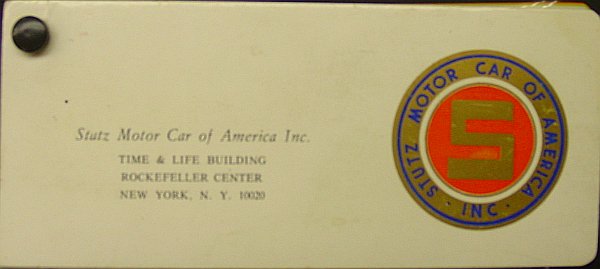 Stutz Motor Car of America Inc.
TIME & LIFE BUILDING
ROCKEFELLER CENTER
NEW YORK, N. Y. 10020
STUTZ MOTOR CAR OF AMERICA
· INC ·
S